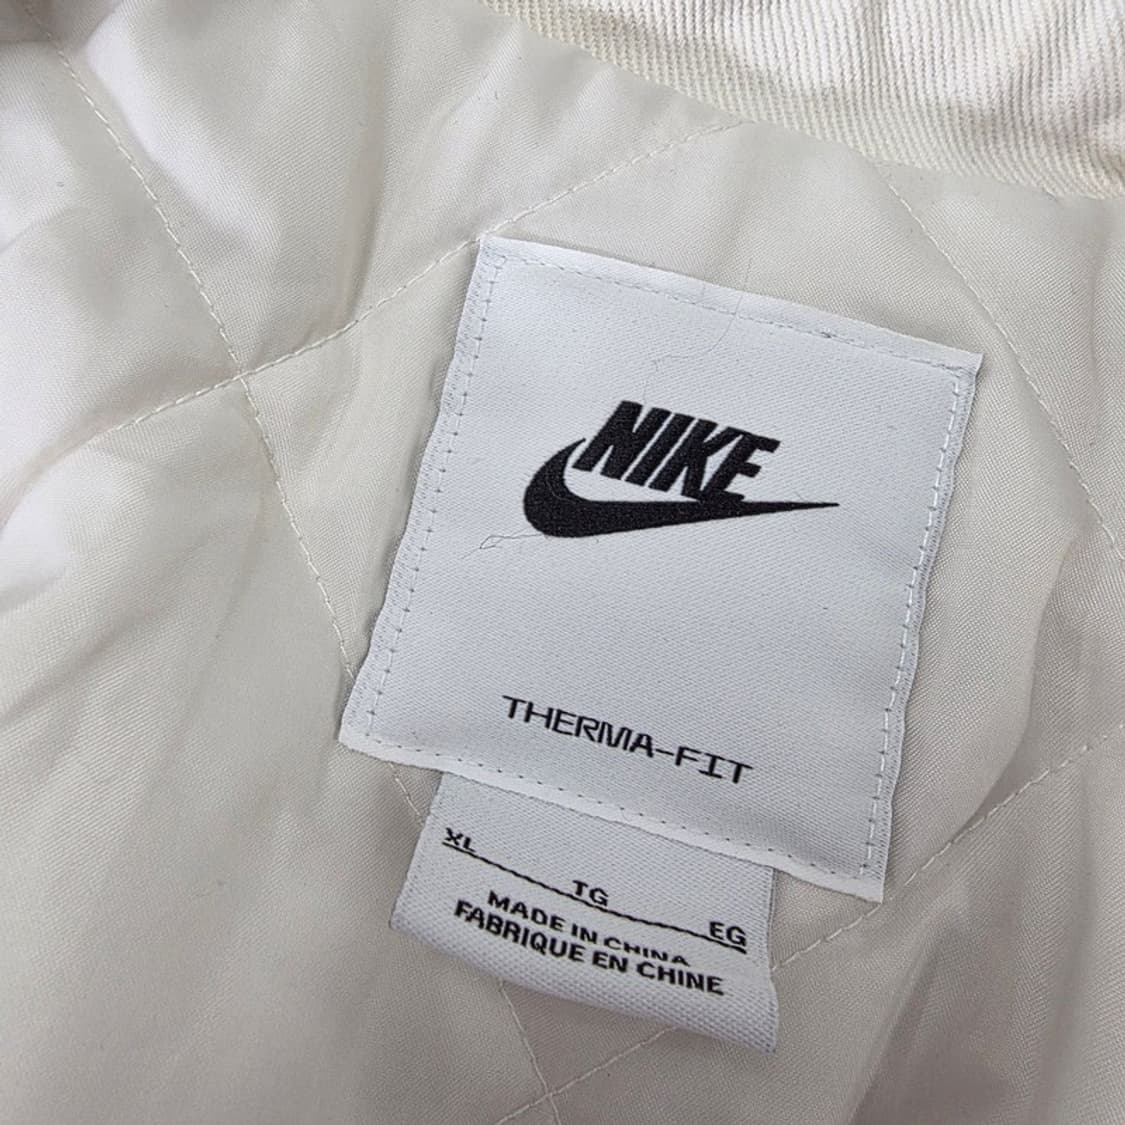 NIKE
THERMA-FIT
XL TG EG
MADE IN CHINA
FABRIQUE EN CHINE